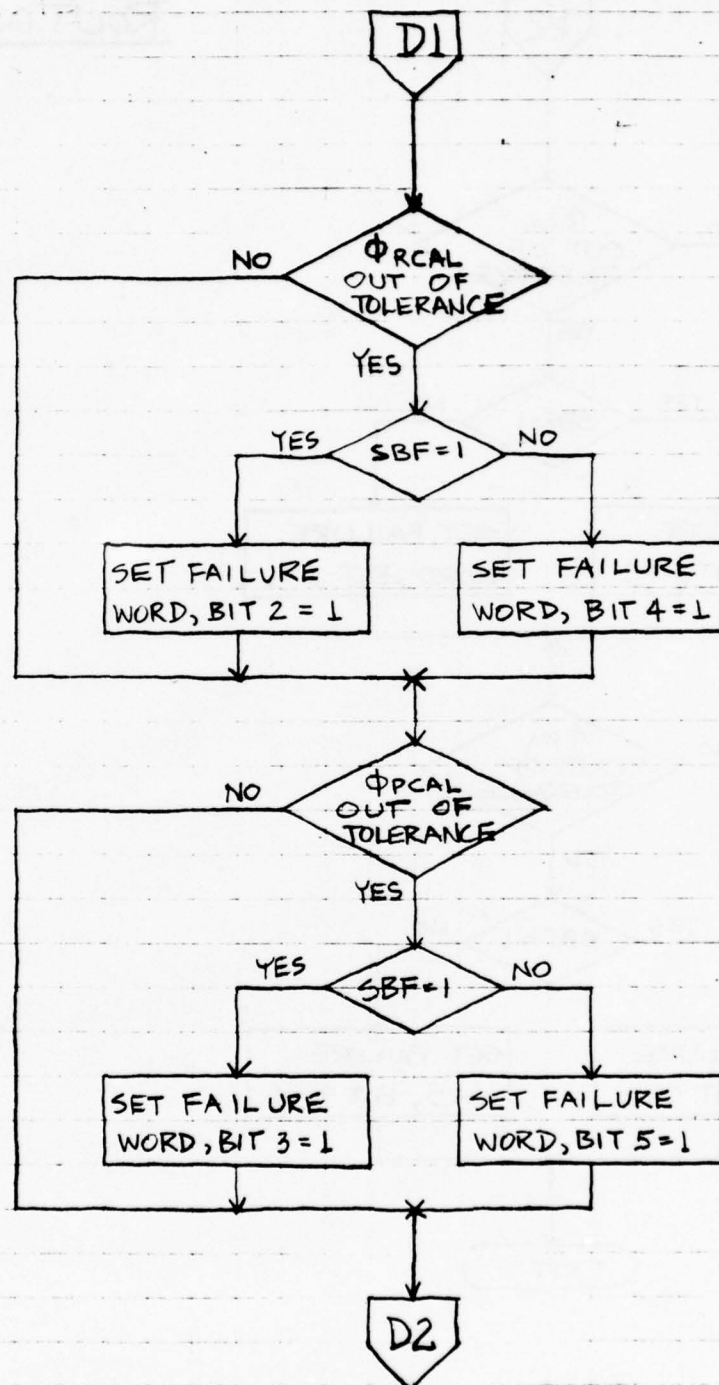 D1
ΦRCAL
OUT OF
TOLERANCE
NO
YES
SBF=1
YES
NO
SET FAILURE
WORD, BIT 2 = 1
SET FAILURE
WORD, BIT 4 = 1
ΦPCAL
OUT OF
TOLERANCE
NO
YES
SBF=1
YES
NO
SET FAILURE
WORD, BIT 3 = 1
SET FAILURE
WORD, BIT 5 = 1
D2